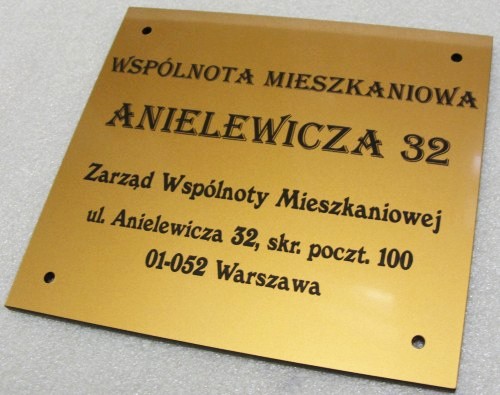 WSPÓLNOTA MIESZKANIOWA
ANIELEWICZA 32
Zarząd Wspólnoty Mieszkaniowej
ul. Anielewicza 32, skr. poczt. 100
01-052 Warszawa